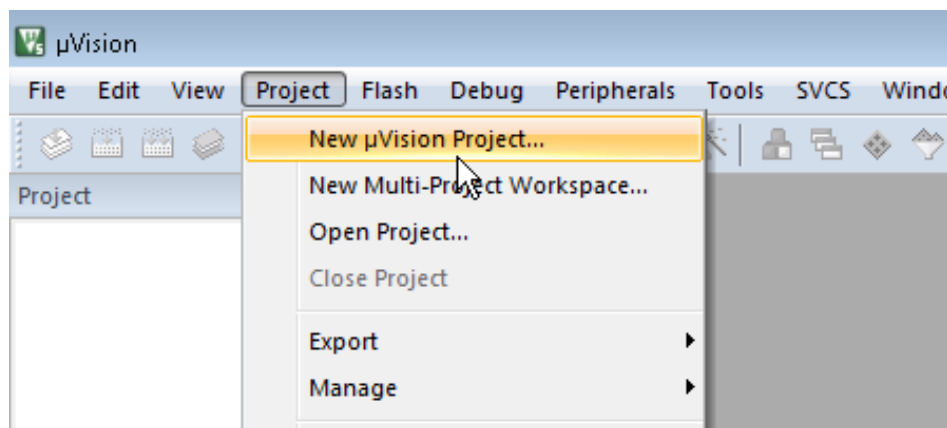 µVision
File Edit View Project Flash Debug Peripherals Tools SVCS Windo
New µVision Project...
Project
New Multi-Project Workspace...
Open Project...
Close Project
Export
Manage